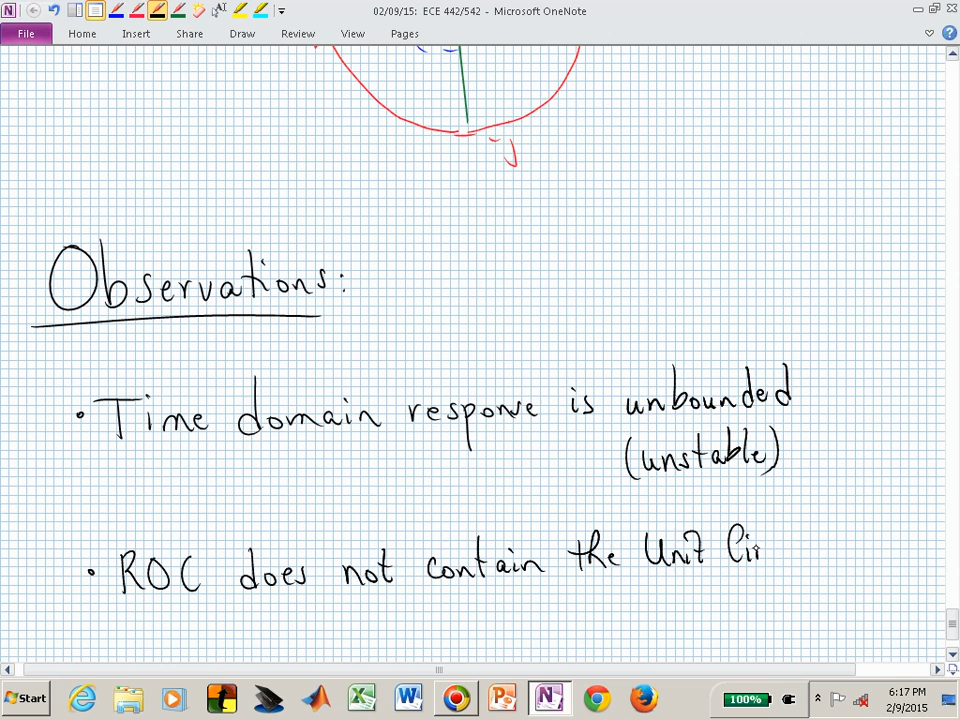 02/09/15: ECE 442/542 - Microsoft OneNote
File Home Insert Share Draw Review View Pages
-j
Observations:
• Time domain response is unbounded
(unstable)
• ROC does not contain the Unit Cir
Start
100%
6:17 PM
2/9/2015